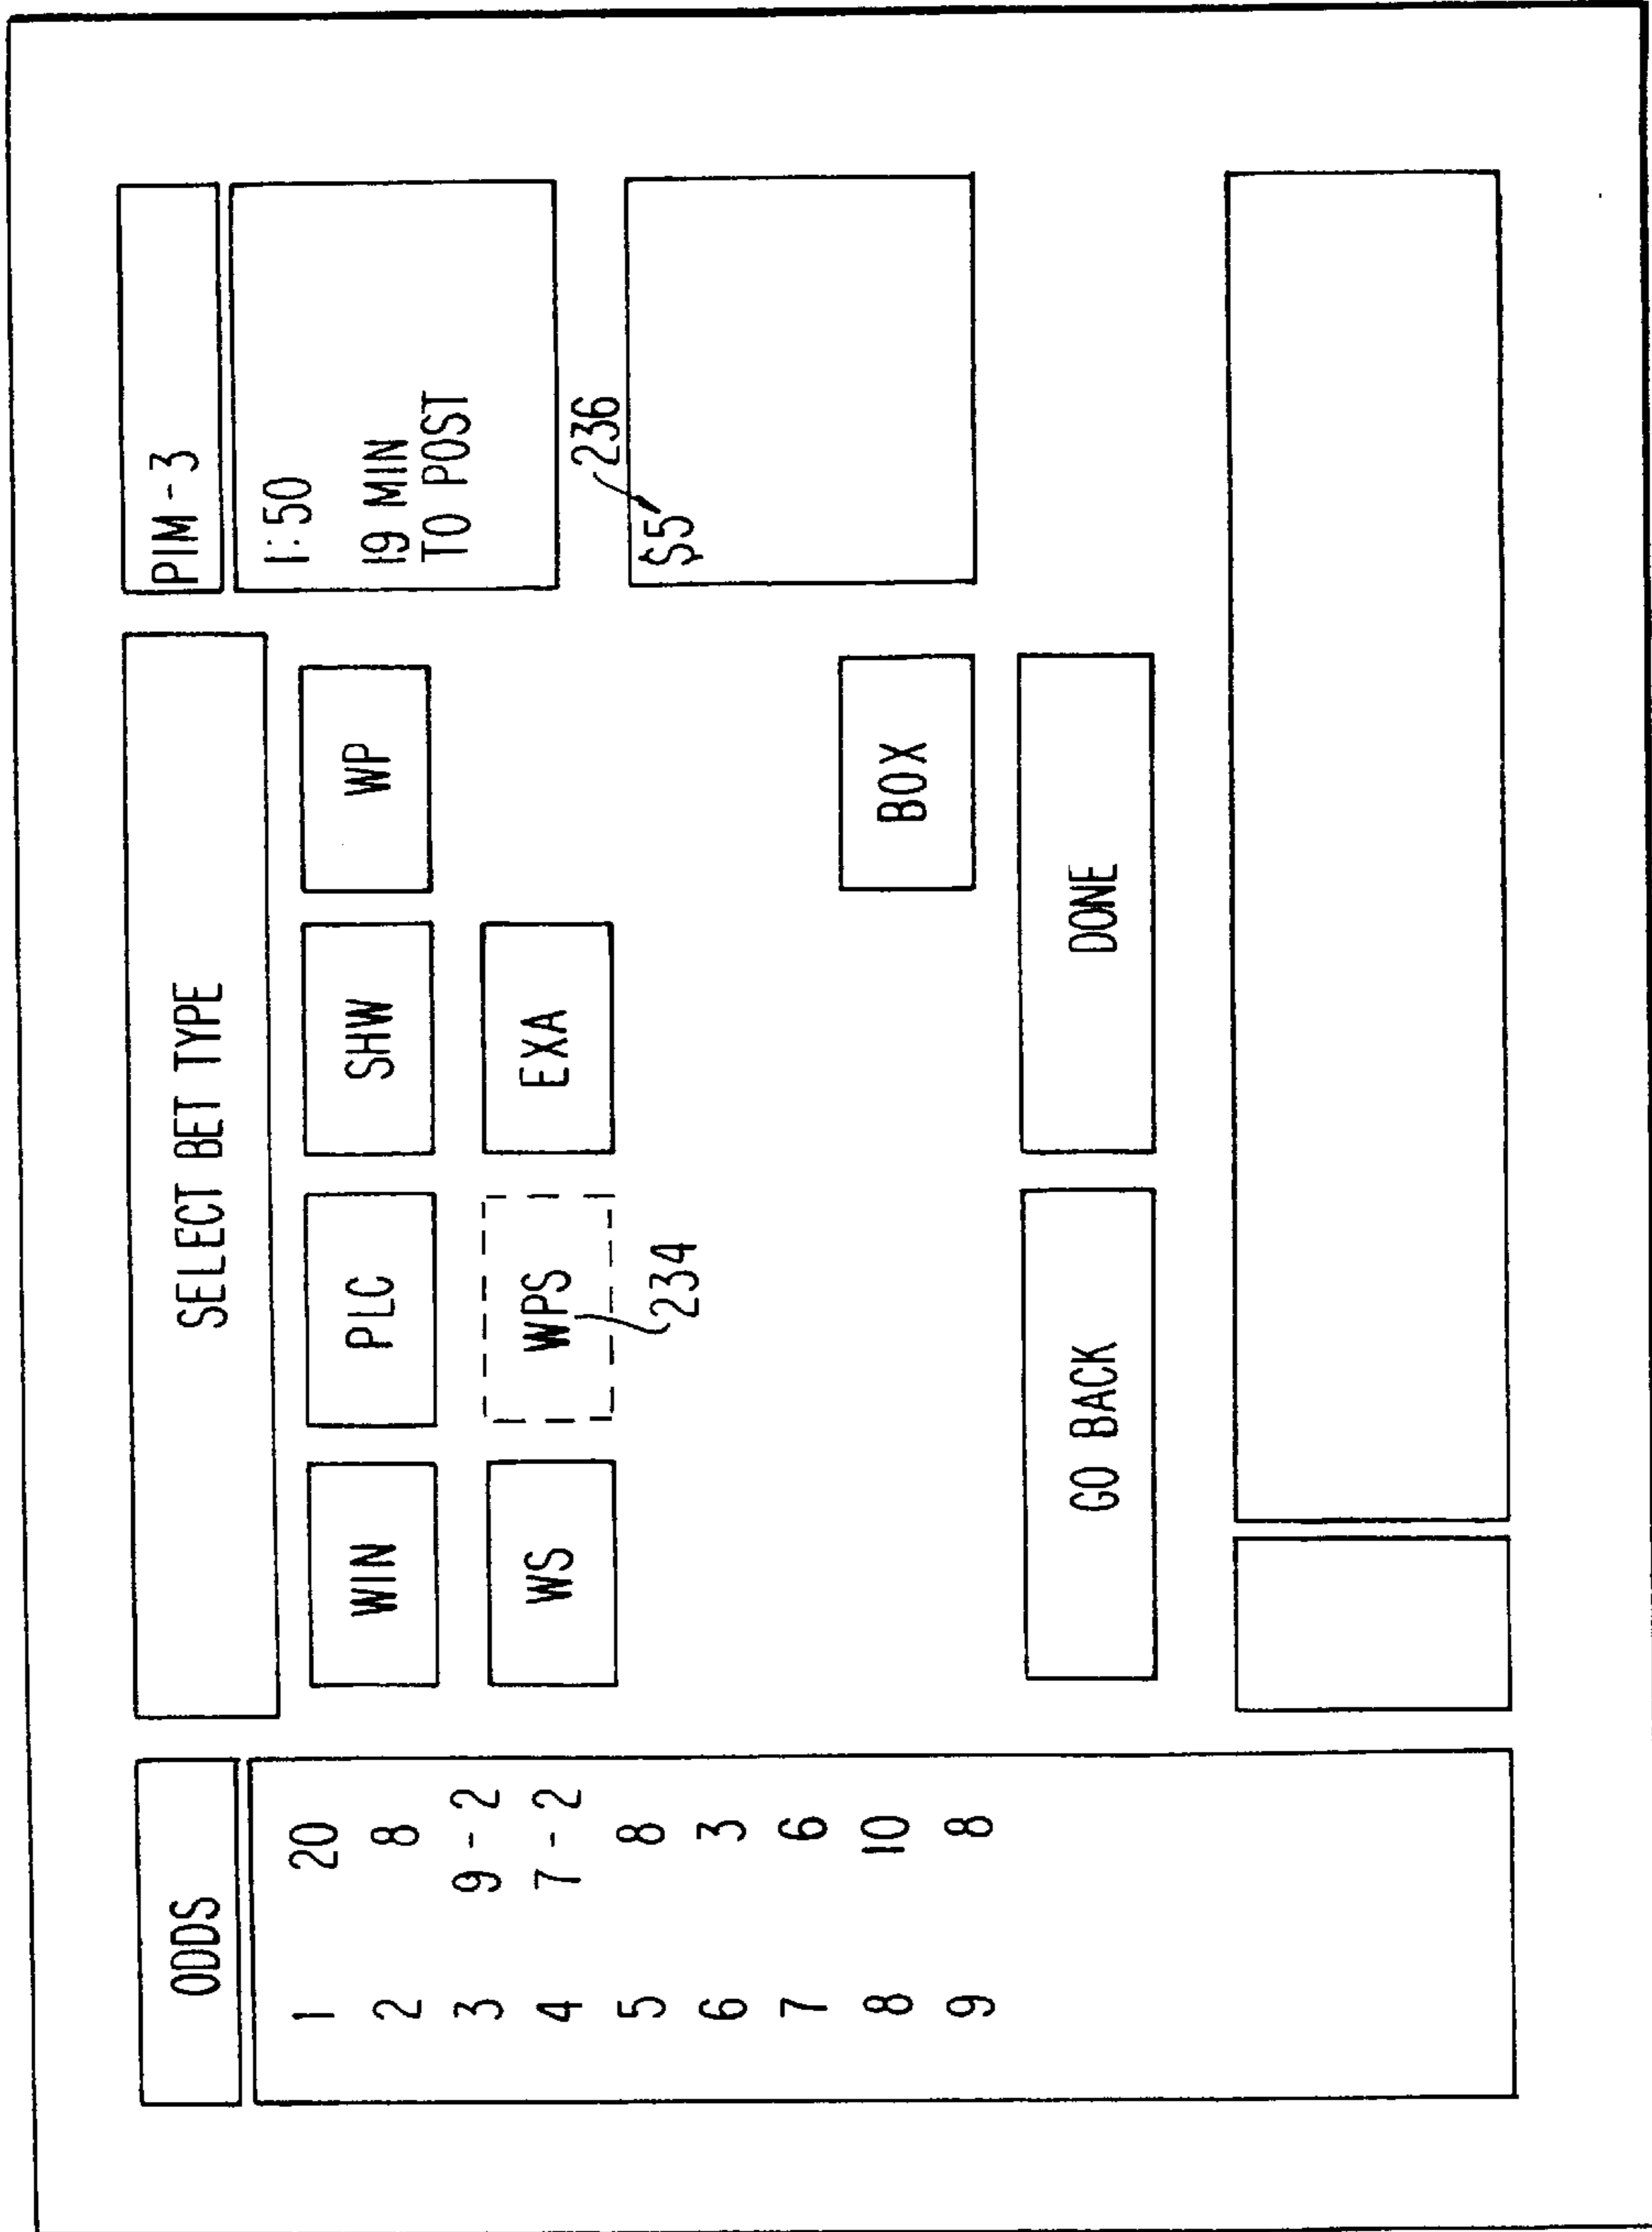 ODDS
1 20
2 8
3 9-2
4 7-2
5 8
6 3
7 6
8 10
9 8
SELECT BET TYPE
WIN PLC SHW WP
WS WPS EXA
234
BOX
GO BACK DONE
PIM-3
1:50
19 MIN
TO POST
236
$5